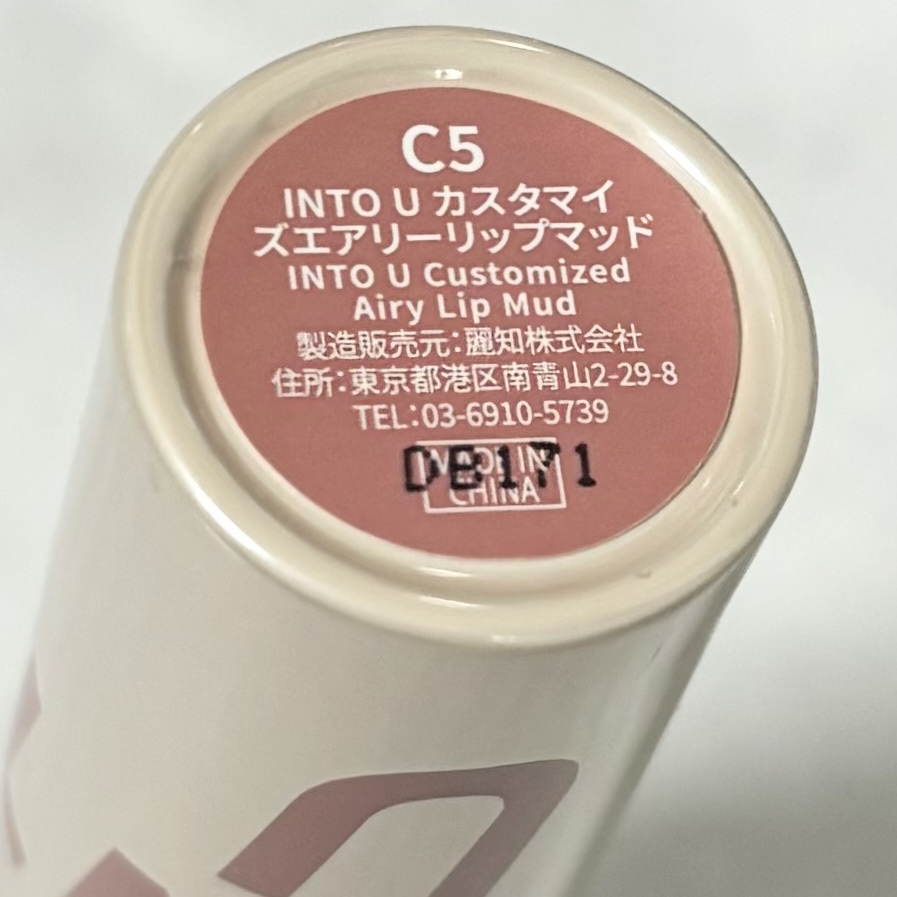 C5
INTO U カスタマイ
ズエアリーリップマッド
INTO U Customized
Airy Lip Mud
製造販売元:麗知株式会社
住所:東京都港区南青山2-29-8
TEL:03-6910-5739
MADE IN
DB171
CHINA